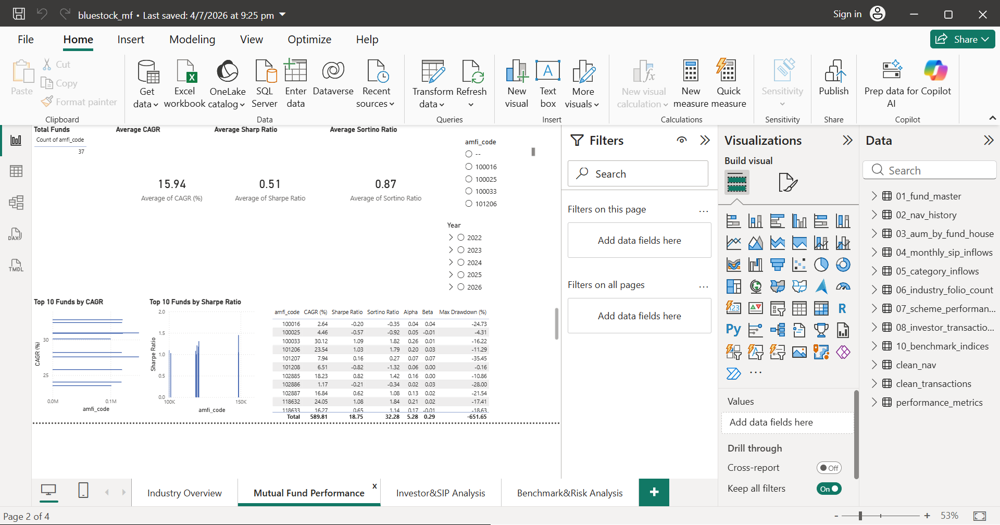 bluestock_mf • Last saved: 4/7/2026 at 9:25 pm
Sign in
File
Home
Insert
Modeling
View
Optimize
Help
Share
Paste
Cut
Copy
Format painter
Clipboard
Get data
Excel workbook
OneLake catalog
SQL Server
Enter data
Dataverse
Recent sources
Data
Transform data
Refresh
Queries
New visual
Text box
More visuals
Insert
New visual calculation
New measure
Quick measure
Calculations
Sensitivity
Sensitivity
Publish
Share
Prep data for AI
Copilot
Copilot
DAX
TMDL
Total Funds
Count of amfi_code
37
Average CAGR
15.94
Average of CAGR (%)
Average Sharp Ratio
0.51
Average of Sharpe Ratio
Average Sortino Ratio
0.87
Average of Sortino Ratio
amfi_code
--
100016
100025
100033
101206
Year
2022
2023
2024
2025
2026
Top 10 Funds by CAGR
CAGR (%)
30
25
0.0M 0.1M
amfi_code
Top 10 Funds by Sharpe Ratio
Sharpe Ratio
2.0
1.5
1.0
0.5
0.0
100K 150K
amfi_code
amfi_code CAGR (%) Sharpe Ratio Sortino Ratio Alpha Beta Max Drawdown (%)
100016 2.64 -0.20 -0.35 0.04 0.04 -24.73
100025 4.46 -0.57 -0.92 0.05 -0.01 -4.31
100033 30.12 1.09 1.82 0.26 0.01 -16.22
101206 23.54 1.03 1.79 0.20 0.03 -11.29
101207 7.94 0.16 0.27 0.07 0.07 -35.45
101208 6.51 -0.82 -1.32 0.06 0.00 -0.16
102885 18.23 0.82 1.42 0.16 0.00 -10.86
102886 1.17 -0.21 -0.34 0.02 0.03 -28.00
102887 16.84 0.62 1.08 0.13 0.02 -21.54
118632 24.05 1.08 1.84 0.21 0.02 -17.41
118633 16.27 0.65 1.14 0.17 -0.01 -18.63
Total 589.81 18.75 32.28 5.28 0.29 -651.65
Filters
Search
Filters on this page ...
Add data fields here
Filters on all pages ...
Add data fields here
Visualizations
Build visual
123
R
Py
...
Values
Add data fields here
Drill through
Cross-report
Off
Keep all filters
On
Data
Search
01_fund_master
02_nav_history
03_aum_by_fund_house
04_monthly_sip_inflows
05_category_inflows
06_industry_folio_count
07_scheme_performan...
08_investor_transactio...
10_benchmark_indices
clean_nav
clean_transactions
performance_metrics
Industry Overview
Mutual Fund Performance
x
Investor&SIP Analysis
Benchmark&Risk Analysis
+
Page 2 of 4
- + 53%